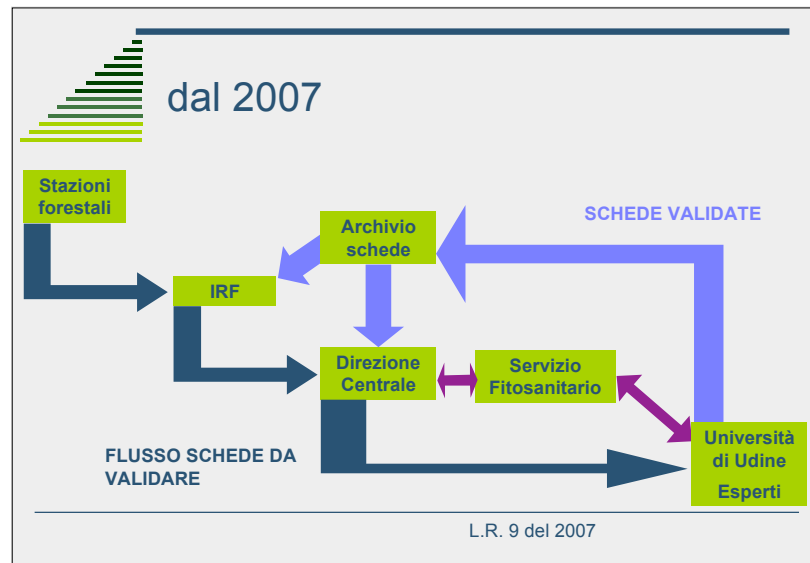 dal 2007
Stazioni
forestali
Archivio
schede
SCHEDE VALIDATE
IRF
Direzione
Centrale
Servizio
Fitosanitario
FLUSSO SCHEDE DA
VALIDARE
Università
di Udine
Esperti
L.R. 9 del 2007